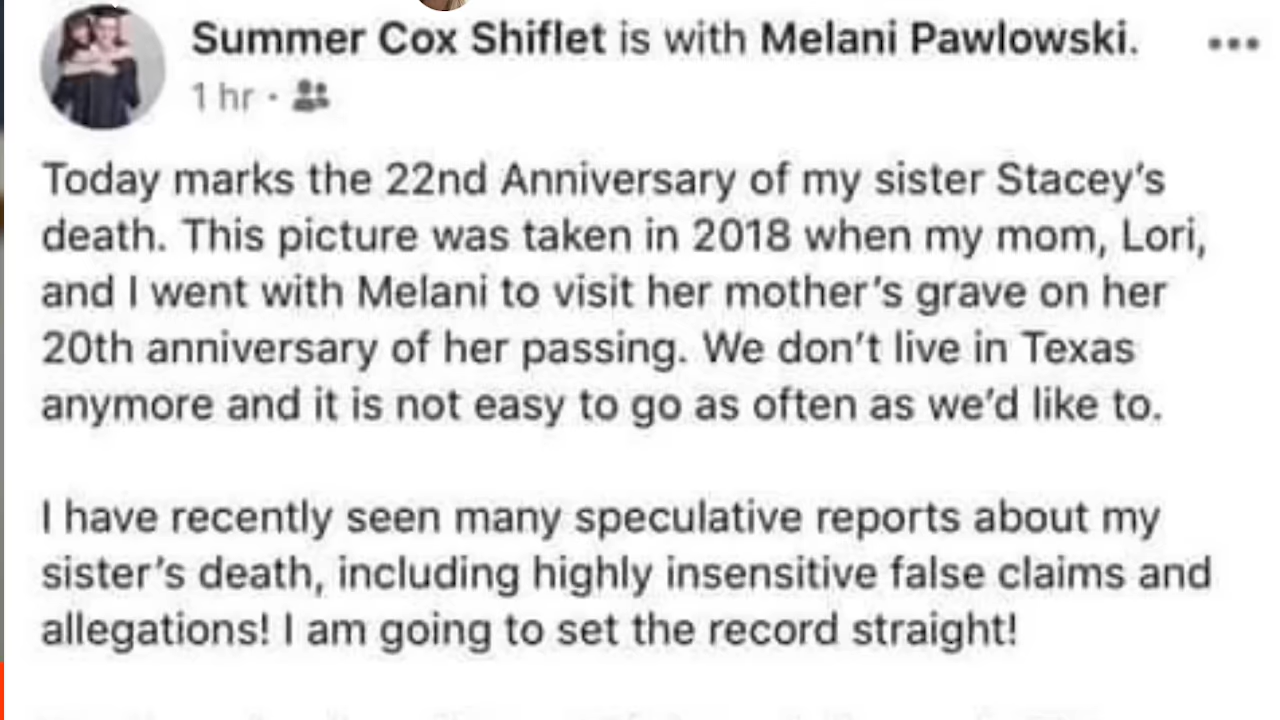 Summer Cox Shiflet is with Melani Pawlowski.
1 hr ·
Today marks the 22nd Anniversary of my sister Stacey's
death. This picture was taken in 2018 when my mom, Lori,
and I went with Melani to visit her mother's grave on her
20th anniversary of her passing. We don't live in Texas
anymore and it is not easy to go as often as we'd like to.
I have recently seen many speculative reports about my
sister's death, including highly insensitive false claims and
allegations! I am going to set the record straight!